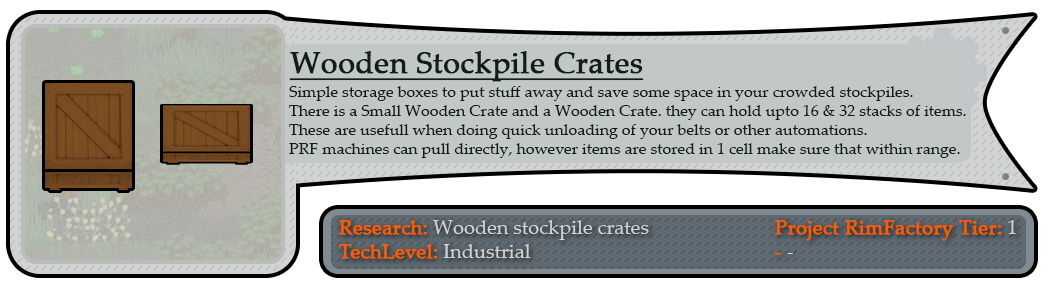 Wooden Stockpile Crates
Simple storage boxes to put stuff away and save some space in your crowded stockpiles.
There is a Small Wooden Crate and a Wooden Crate. they can hold upto 16 & 32 stacks of items.
These are usefull when doing quick unloading of your belts or other automations.
PRF machines can pull directly, however items are stored in 1 cell make sure that within range.
Research: Wooden stockpile crates
Project RimFactory Tier: 1
TechLevel: Industrial
- -